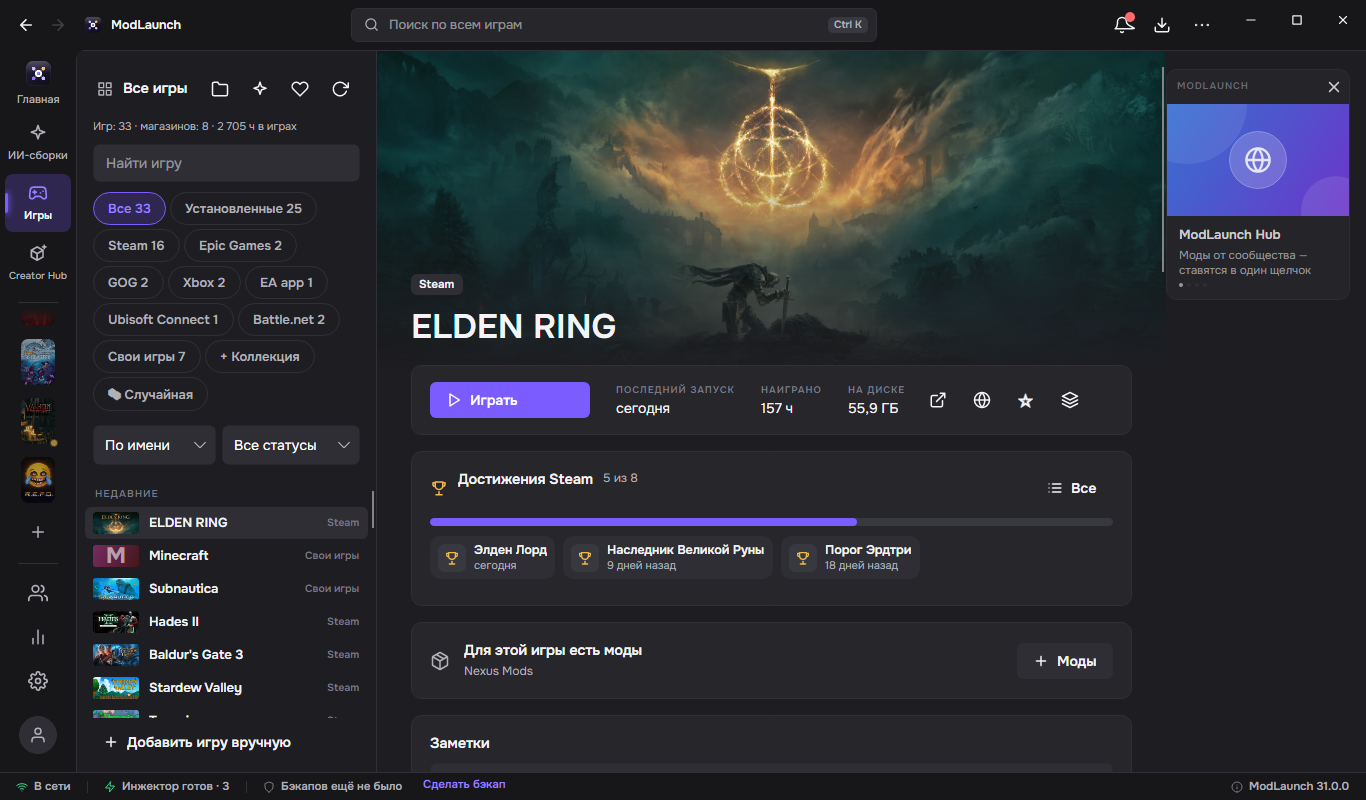 ModLaunch
Поиск по всем играм
Ctrl K
Главная
ИИ-сборки
Игры
Creator Hub
Все игры
Игр: 33 · магазинов: 8 · 2 705 ч в играх
Найти игру
Все 33
Установленные 25
Steam 16
Epic Games 2
GOG 2
Xbox 2
EA app 1
Ubisoft Connect 1
Battle.net 2
Свои игры 7
+ Коллекция
Случайная
По имени
Все статусы
НЕДАВНИЕ
ELDEN RING
Steam
Minecraft
Свои игры
Subnautica
Свои игры
Hades II
Steam
Baldur's Gate 3
Steam
Stardew Valley
Steam
Добавить игру вручную
Steam
ELDEN RING
Играть
ПОСЛЕДНИЙ ЗАПУСК
сегодня
НАИГРАНО
157 ч
НА ДИСКЕ
55,9 ГБ
Достижения Steam
5 из 8
Все
Элден Лорд
сегодня
Наследник Великой Руны
9 дней назад
Порог Эрдтри
18 дней назад
Для этой игры есть моды
Nexus Mods
Моды
Заметки
MODLAUNCH
ModLaunch Hub
Моды от сообщества —
ставятся в один щелчок
В сети
Инжектор готов · 3
Бэкапов ещё не было
Сделать бэкап
ModLaunch 31.0.0